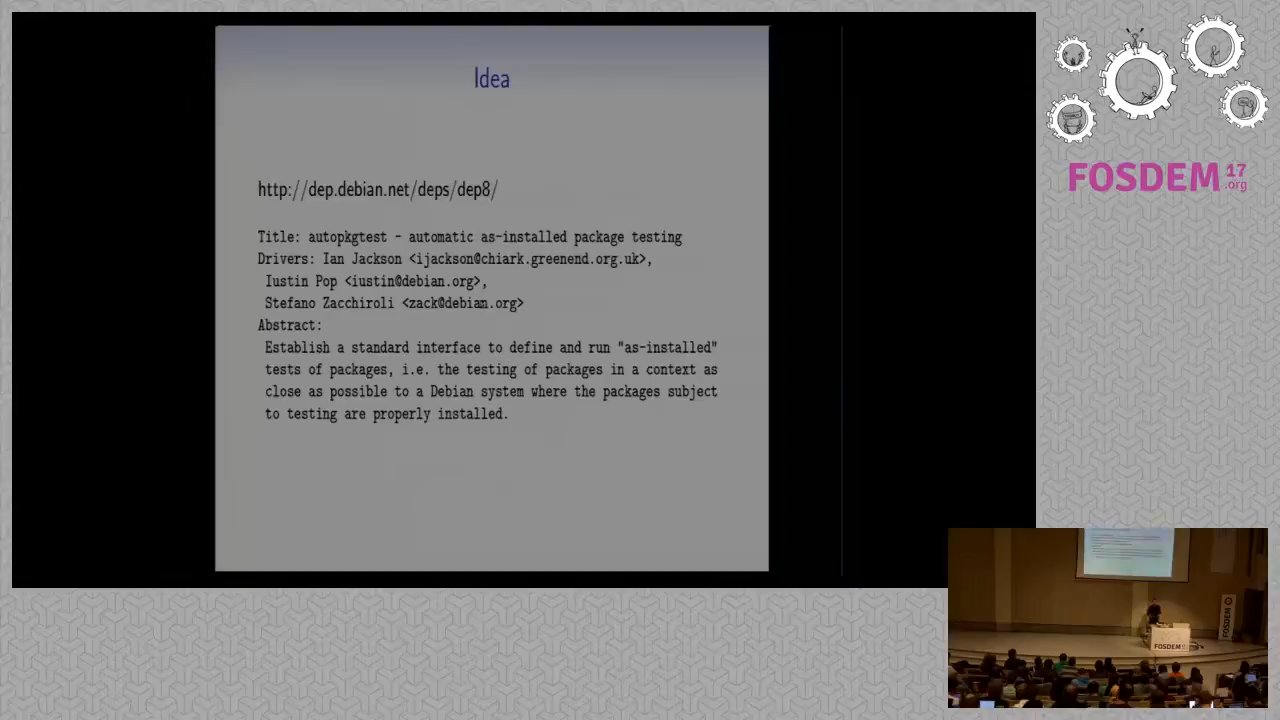 Idea
http://dep.debian.net/deps/dep8/
Title: autopkgtest - automatic as-installed package testing
Drivers: Ian Jackson <ijackson@chiark.greenend.org.uk>,
Iustin Pop <iustin@debian.org>,
Stefano Zacchiroli <zack@debian.org>
Abstract:
Establish a standard interface to define and run "as-installed"
tests of packages, i.e. the testing of packages in a context as
close as possible to a Debian system where the packages subject
to testing are properly installed.
FOSDEM 17
.org
FOSDEM
FOSDEM